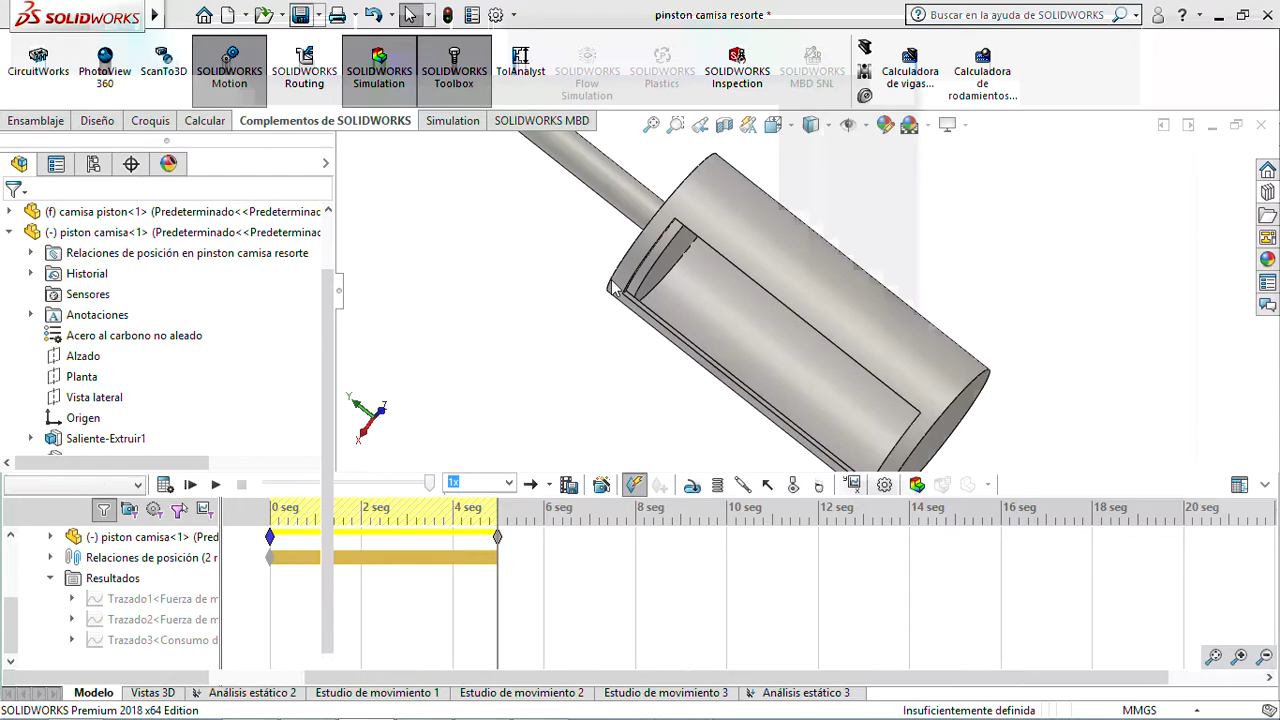 SOLIDWORKS
pinston camisa resorte *
Buscar en la ayuda de SOLIDWORKS
CircuitWorks
PhotoView
360
ScanTo3D
SOLIDWORKS
Motion
SOLIDWORKS
Routing
SOLIDWORKS
Simulation
SOLIDWORKS
Toolbox
TolAnalyst
SOLIDWORKS
Flow
Simulation
SOLIDWORKS
Plastics
SOLIDWORKS
Inspection
SOLIDWORKS
MBD SNL
Calculadora
de vigas...
Calculadora
de
rodamientos...
Ensamblaje
Diseño
Croquis
Calcular
Complementos de SOLIDWORKS
Simulation
SOLIDWORKS MBD
(f) camisa piston<1> (Predeterminado<<Predeterminac
(-) piston camisa<1> (Predeterminado<<Predeterminac
Relaciones de posición en pinston camisa resorte
Historial
Sensores
Anotaciones
Acero al carbono no aleado
Alzado
Planta
Vista lateral
Origen
Saliente-Extruir1
Y
Z
X
1x
0 seg
2 seg
4 seg
6 seg
8 seg
10 seg
12 seg
14 seg
16 seg
18 seg
20 seg
(-) piston camisa<1> (Pred
Relaciones de posición (2 r
Resultados
Trazado1<Fuerza de m
Trazado2<Fuerza de m
Trazado3<Consumo d
Modelo
Vistas 3D
Análisis estático 2
Estudio de movimiento 1
Estudio de movimiento 2
Estudio de movimiento 3
Análisis estático 3
SOLIDWORKS Premium 2018 x64 Edition
Insuficientemente definida
MMGS